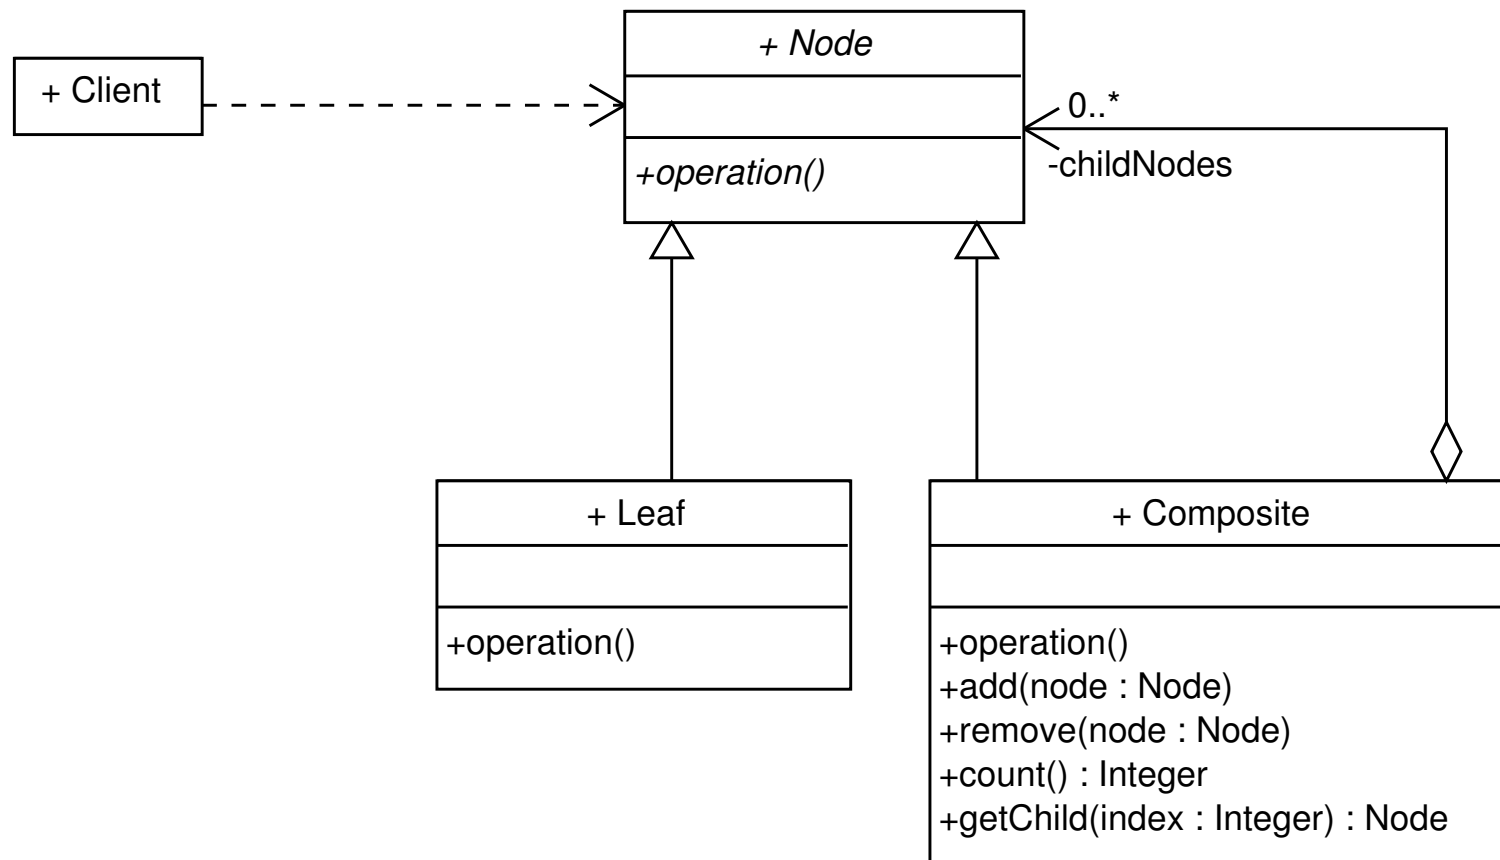 + Node
+ Client
0..*
+operation()
-childNodes
+ Leaf
+ Composite
+operation()
+operation()
+add(node : Node)
+remove(node : Node)
+count() : Integer
+getChild(index : Integer) : Node